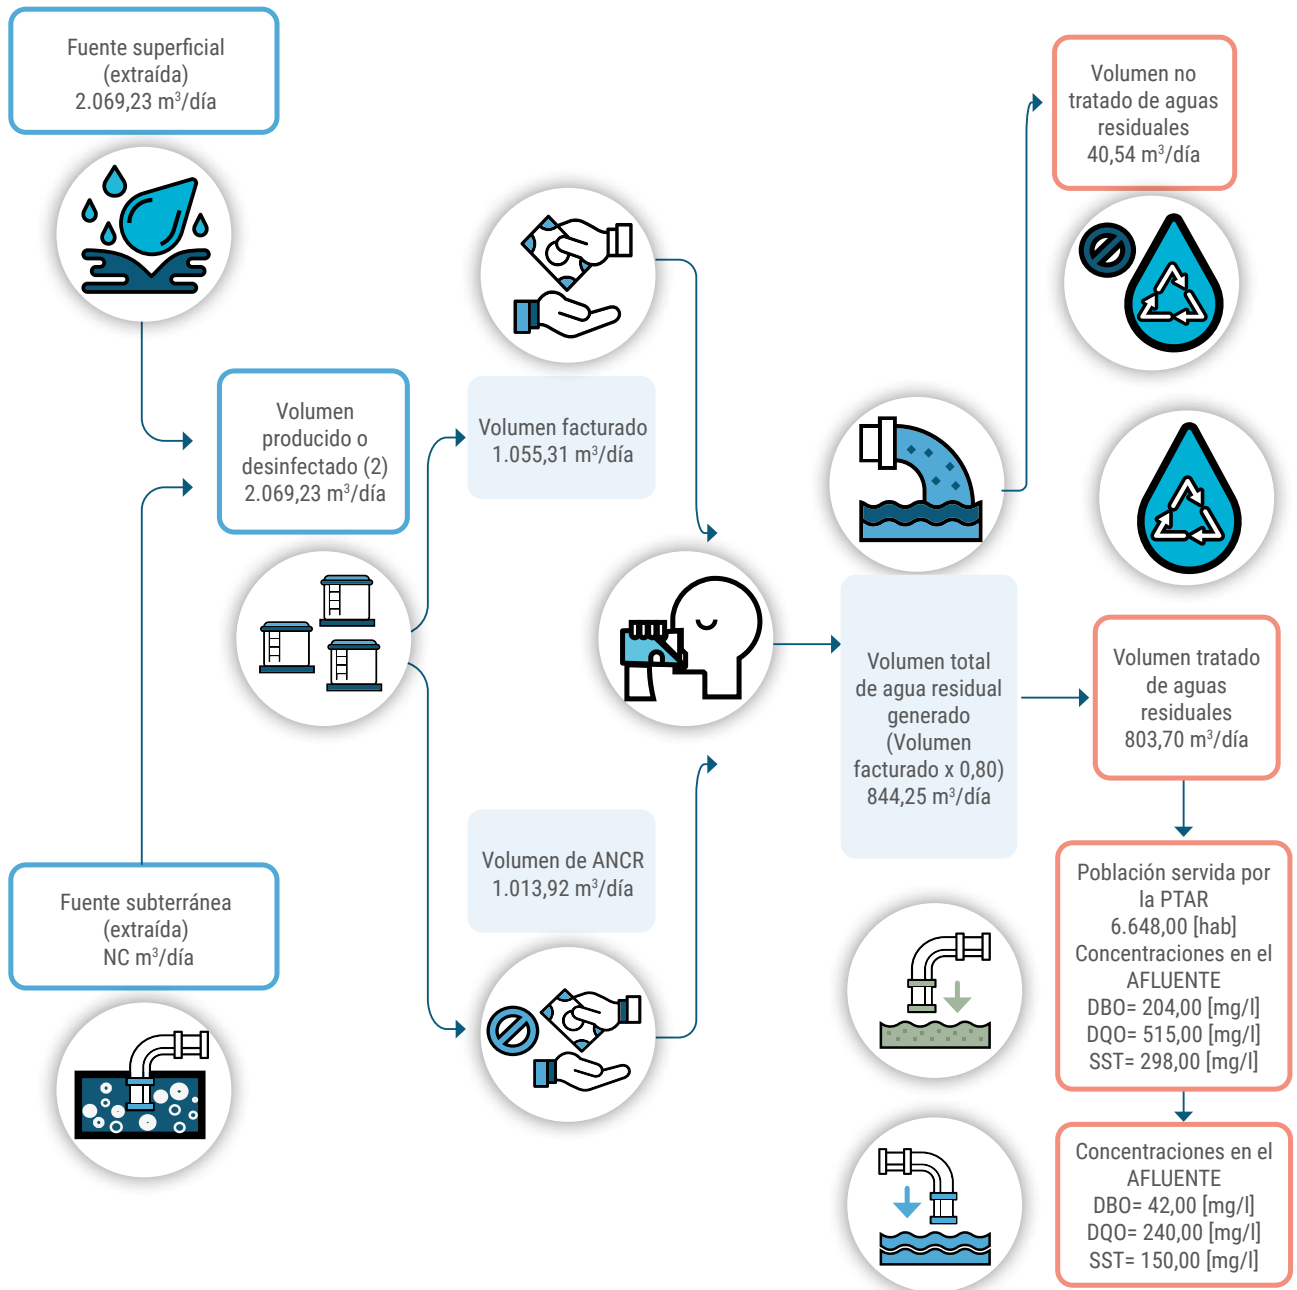 Fuente superficial
(extraída)
2.069,23 m³/día
Volumen
producido o
desinfectado (2)
2.069,23 m³/día
Fuente subterránea
(extraída)
NC m³/día
Volumen facturado
1.055,31 m³/día
Volumen de ANCR
1.013,92 m³/día
Volumen total
de agua residual
generado
(Volumen
facturado x 0,80)
844,25 m³/día
Volumen no
tratado de aguas
residuales
40,54 m³/día
Volumen tratado
de aguas
residuales
803,70 m³/día
Población servida por
la PTAR
6.648,00 [hab]
Concentraciones en el
AFLUENTE
DBO= 204,00 [mg/l]
DQO= 515,00 [mg/l]
SST= 298,00 [mg/l]
Concentraciones en el
AFLUENTE
DBO= 42,00 [mg/l]
DQO= 240,00 [mg/l]
SST= 150,00 [mg/l]